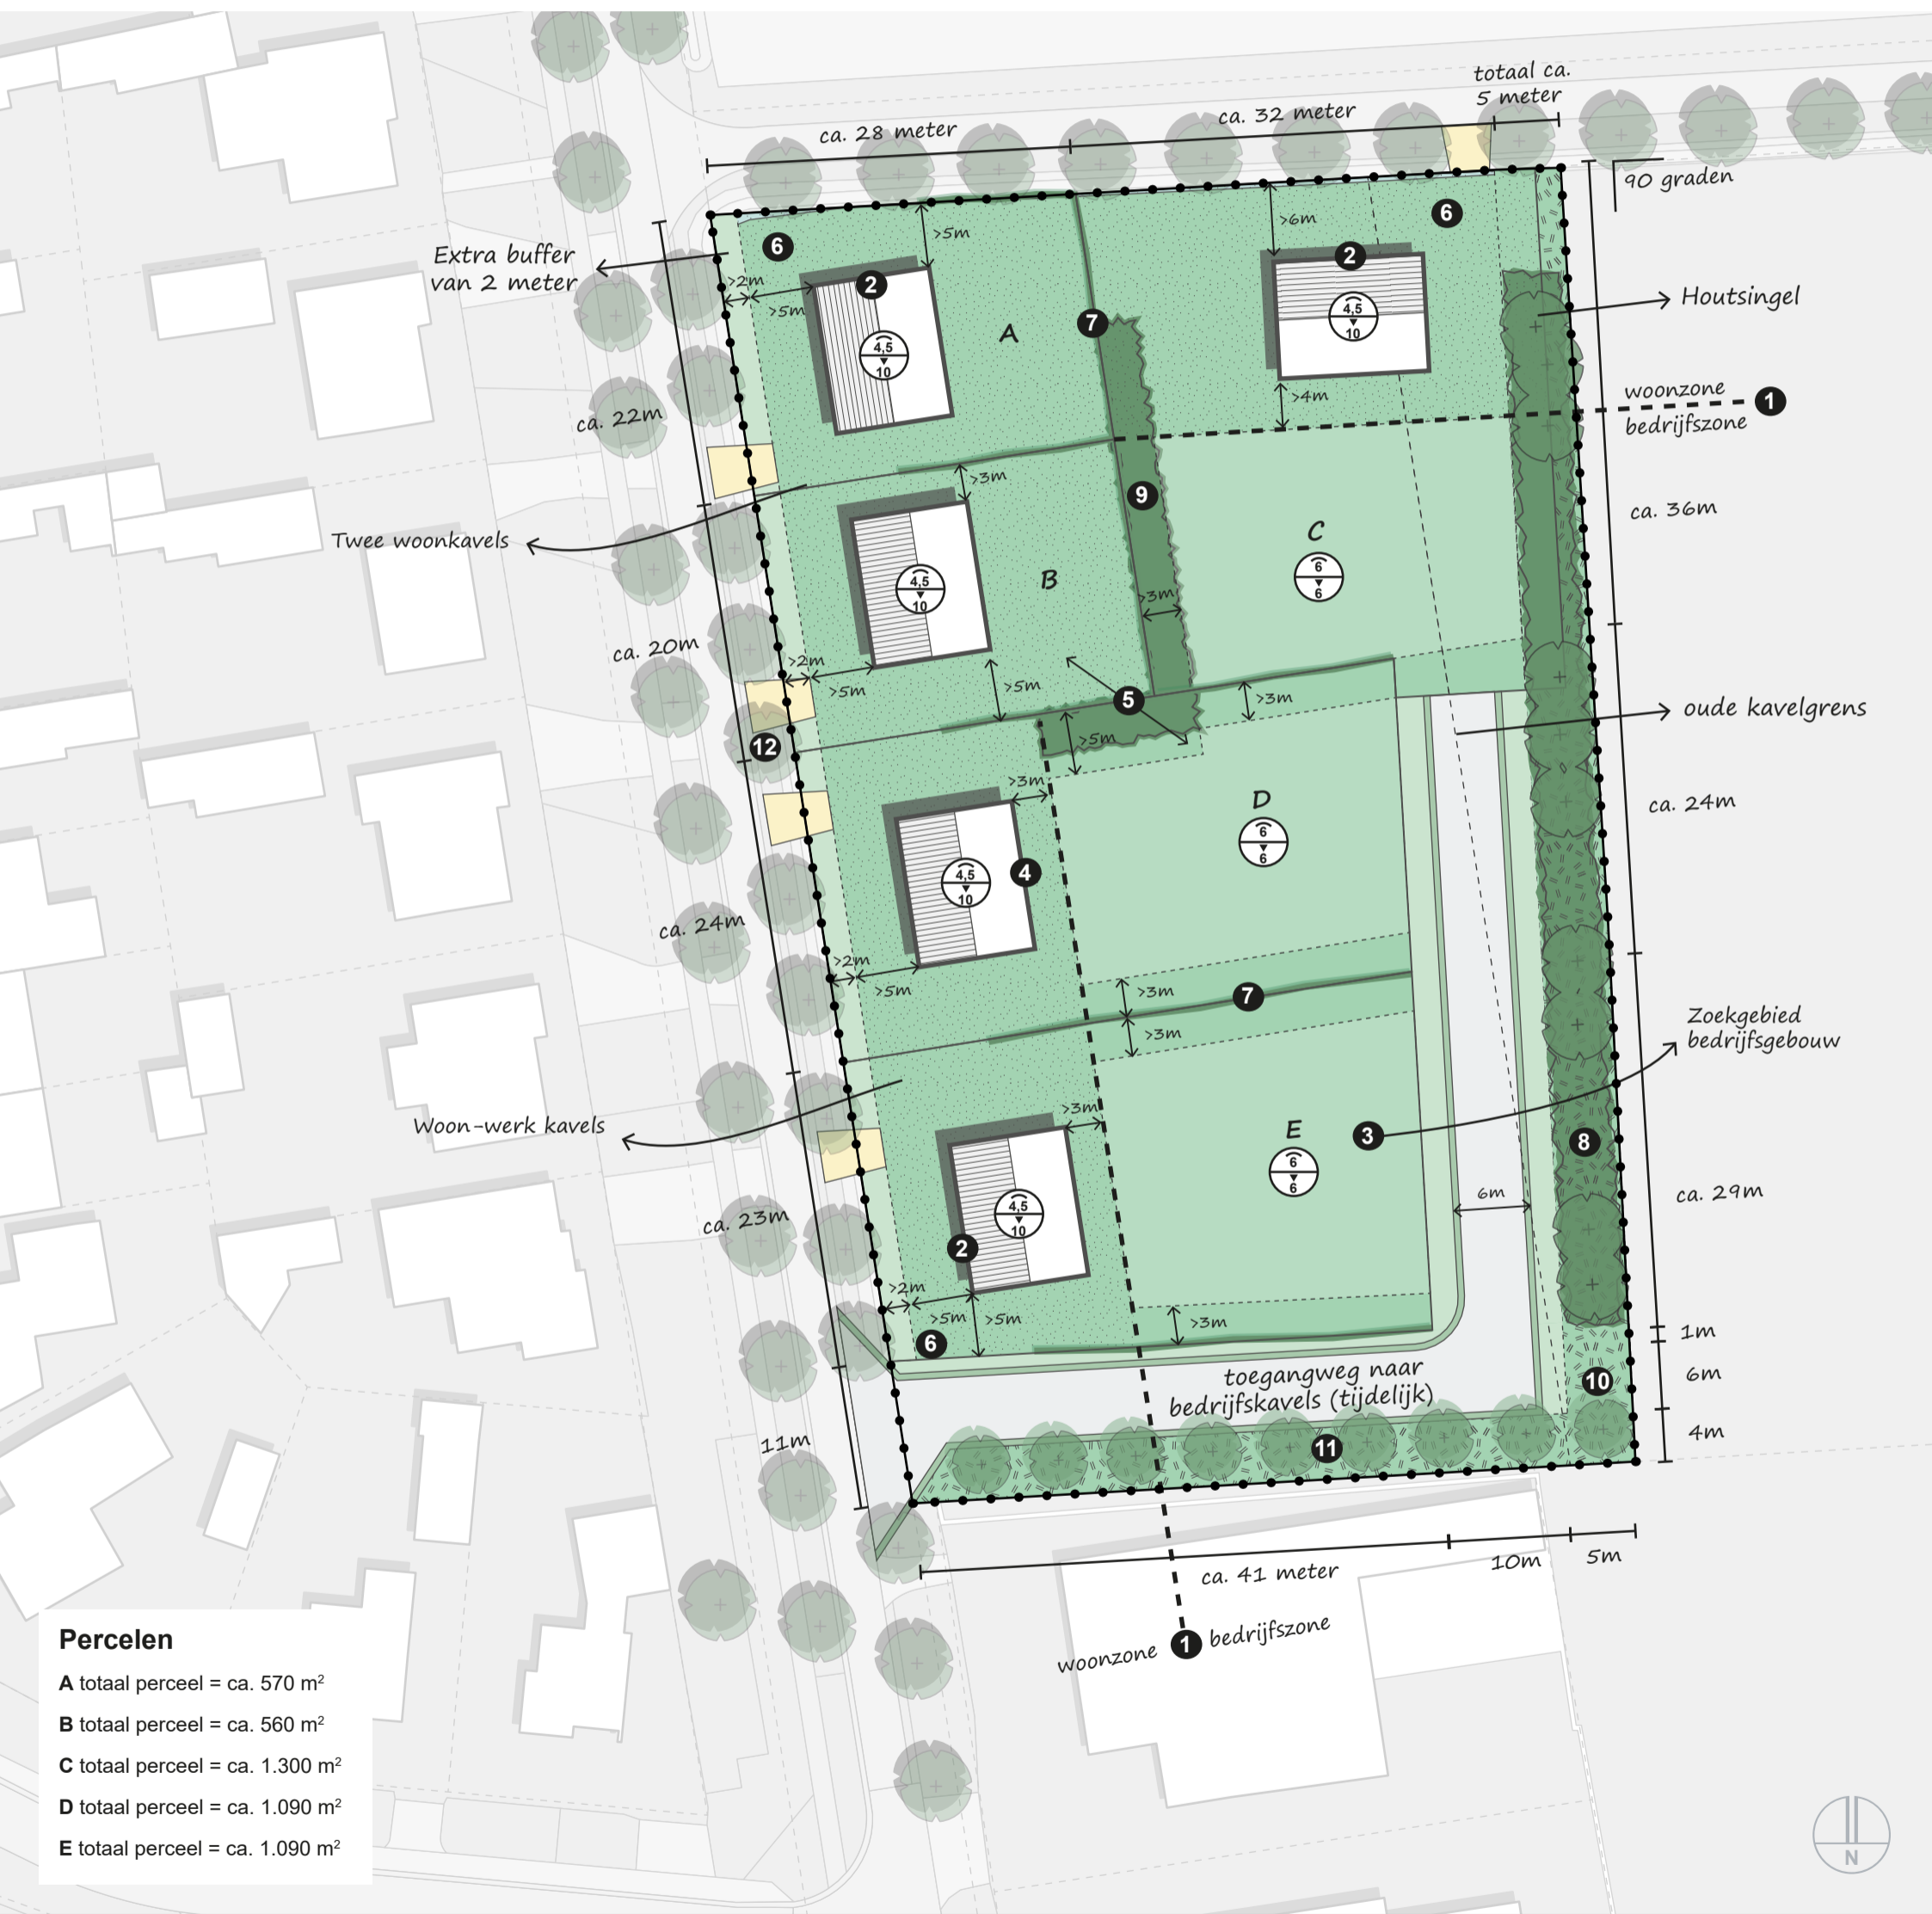 totaal ca.
5 meter
ca. 28 meter
ca. 32 meter
90 graden
Extra buffer
van 2 meter
6
>5m
>2m
>5m
2
4,5
10
A
7
>6m
6
2
4,5
10
>4m
Houtsingel
woonzone
bedrijfszone
1
ca. 22m
Twee woonkavels
>3m
4,5
10
B
9
>3m
C
6
6
ca. 36m
ca. 20m
>2m
>5m
>5m
5
>3m
>5m
oude kavelgrens
12
>3m
4,5
10
4
D
6
6
ca. 24m
ca. 24m
>2m
>5m
>3m
7
>3m
Zoekgebied
bedrijfsgebouw
Woon-werk kavels
>3m
E
3
6
6
8
6m
ca. 29m
ca. 23m
4,5
10
2
>2m
>5m
>5m
6
>3m
1m
6m
4m
10
toegangweg naar
bedrijfskavels (tijdelijk)
11
11m
ca. 41 meter
10m
5m
woonzone
1
bedrijfszone
Percelen
A totaal perceel = ca. 570 m²
B totaal perceel = ca. 560 m²
C totaal perceel = ca. 1.300 m²
D totaal perceel = ca. 1.090 m²
E totaal perceel = ca. 1.090 m²
N